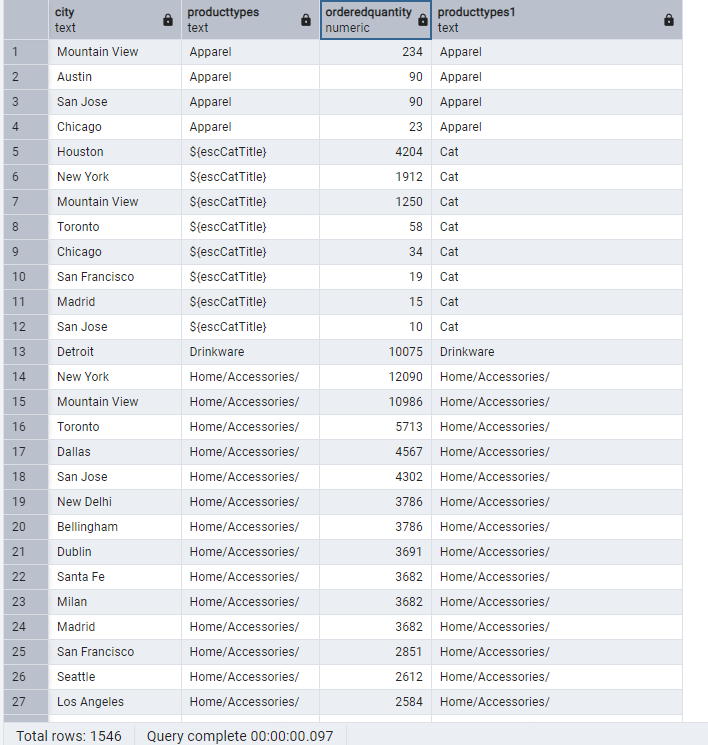 city producttypes orderedquantity producttypes1
text text numeric text
1 Mountain View Apparel 234 Apparel
2 Austin Apparel 90 Apparel
3 San Jose Apparel 90 Apparel
4 Chicago Apparel 23 Apparel
5 Houston ${escCatTitle} 4204 Cat
6 New York ${escCatTitle} 1912 Cat
7 Mountain View ${escCatTitle} 1250 Cat
8 Toronto ${escCatTitle} 58 Cat
9 Chicago ${escCatTitle} 34 Cat
10 San Francisco ${escCatTitle} 19 Cat
11 Madrid ${escCatTitle} 15 Cat
12 San Jose ${escCatTitle} 10 Cat
13 Detroit Drinkware 10075 Drinkware
14 New York Home/Accessories/ 12090 Home/Accessories/
15 Mountain View Home/Accessories/ 10986 Home/Accessories/
16 Toronto Home/Accessories/ 5713 Home/Accessories/
17 Dallas Home/Accessories/ 4567 Home/Accessories/
18 San Jose Home/Accessories/ 4302 Home/Accessories/
19 New Delhi Home/Accessories/ 3786 Home/Accessories/
20 Bellingham Home/Accessories/ 3786 Home/Accessories/
21 Dublin Home/Accessories/ 3691 Home/Accessories/
22 Santa Fe Home/Accessories/ 3682 Home/Accessories/
23 Milan Home/Accessories/ 3682 Home/Accessories/
24 Madrid Home/Accessories/ 3682 Home/Accessories/
25 San Francisco Home/Accessories/ 2851 Home/Accessories/
26 Seattle Home/Accessories/ 2612 Home/Accessories/
27 Los Angeles Home/Accessories/ 2584 Home/Accessories/
Total rows: 1546 Query complete 00:00:00.097